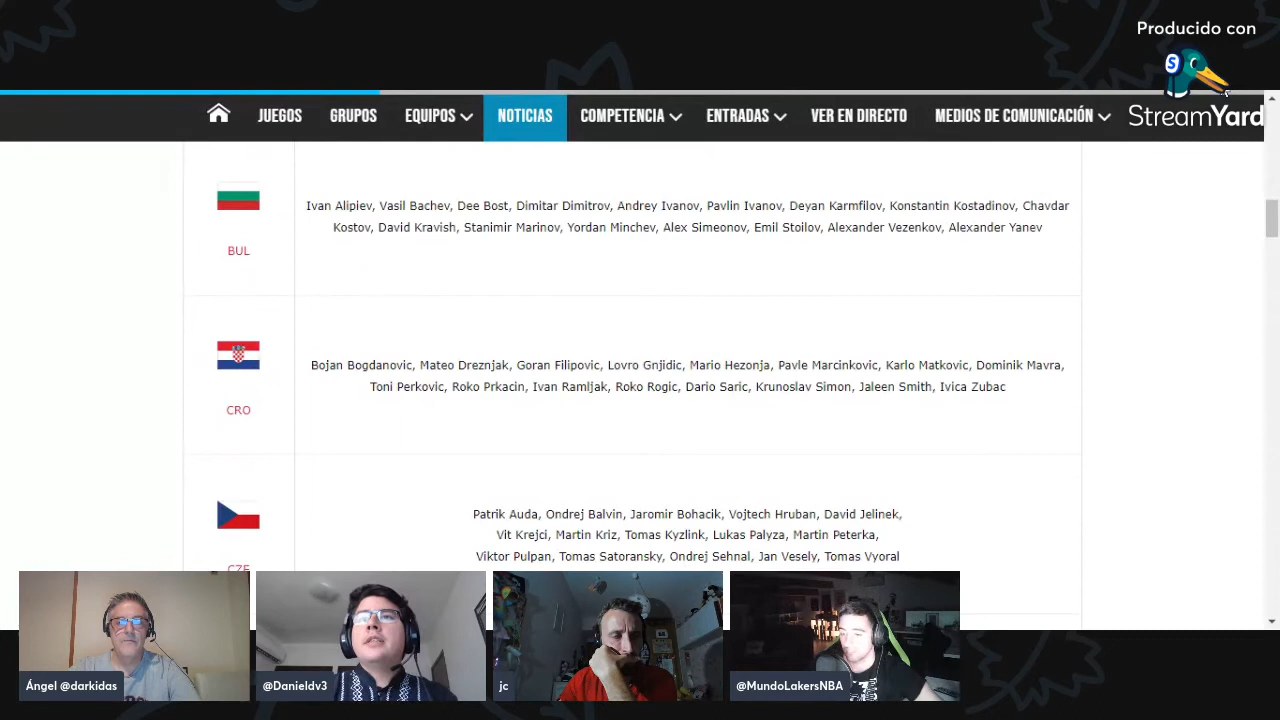 Producido con
S
StreamYard
JUEGOS GRUPOS EQUIPOS NOTICIAS COMPETENCIA ENTRADAS VER EN DIRECTO MEDIOS DE COMUNICACIÓN
Ivan Alipiev, Vasil Bachev, Dee Bost, Dimitar Dimitrov, Andrey Ivanov, Pavlin Ivanov, Deyan Karmfilov, Konstantin Kostadinov, Chavdar
Kostov, David Kravish, Stanimir Marinov, Yordan Minchev, Alex Simeonov, Emil Stoilov, Alexander Vezenkov, Alexander Yanev
BUL
Bojan Bogdanovic, Mateo Dreznjak, Goran Filipovic, Lovro Gnjidic, Mario Hezonja, Pavle Marcinkovic, Karlo Matkovic, Dominik Mavra,
Toni Perkovic, Roko Prkacin, Ivan Ramljak, Roko Rogic, Dario Saric, Krunoslav Simon, Jaleen Smith, Ivica Zubac
CRO
Patrik Auda, Ondrej Balvin, Jaromir Bohacik, Vojtech Hruban, David Jelinek,
Vit Krejci, Martin Kriz, Tomas Kyzlink, Lukas Palyza, Martin Peterka,
Viktor Pulpan, Tomas Satoransky, Ondrej Sehnal, Jan Vesely, Tomas Vyoral
CZE
Ángel @darkidas
@Danieldv3
jc
@MundoLakersNBA